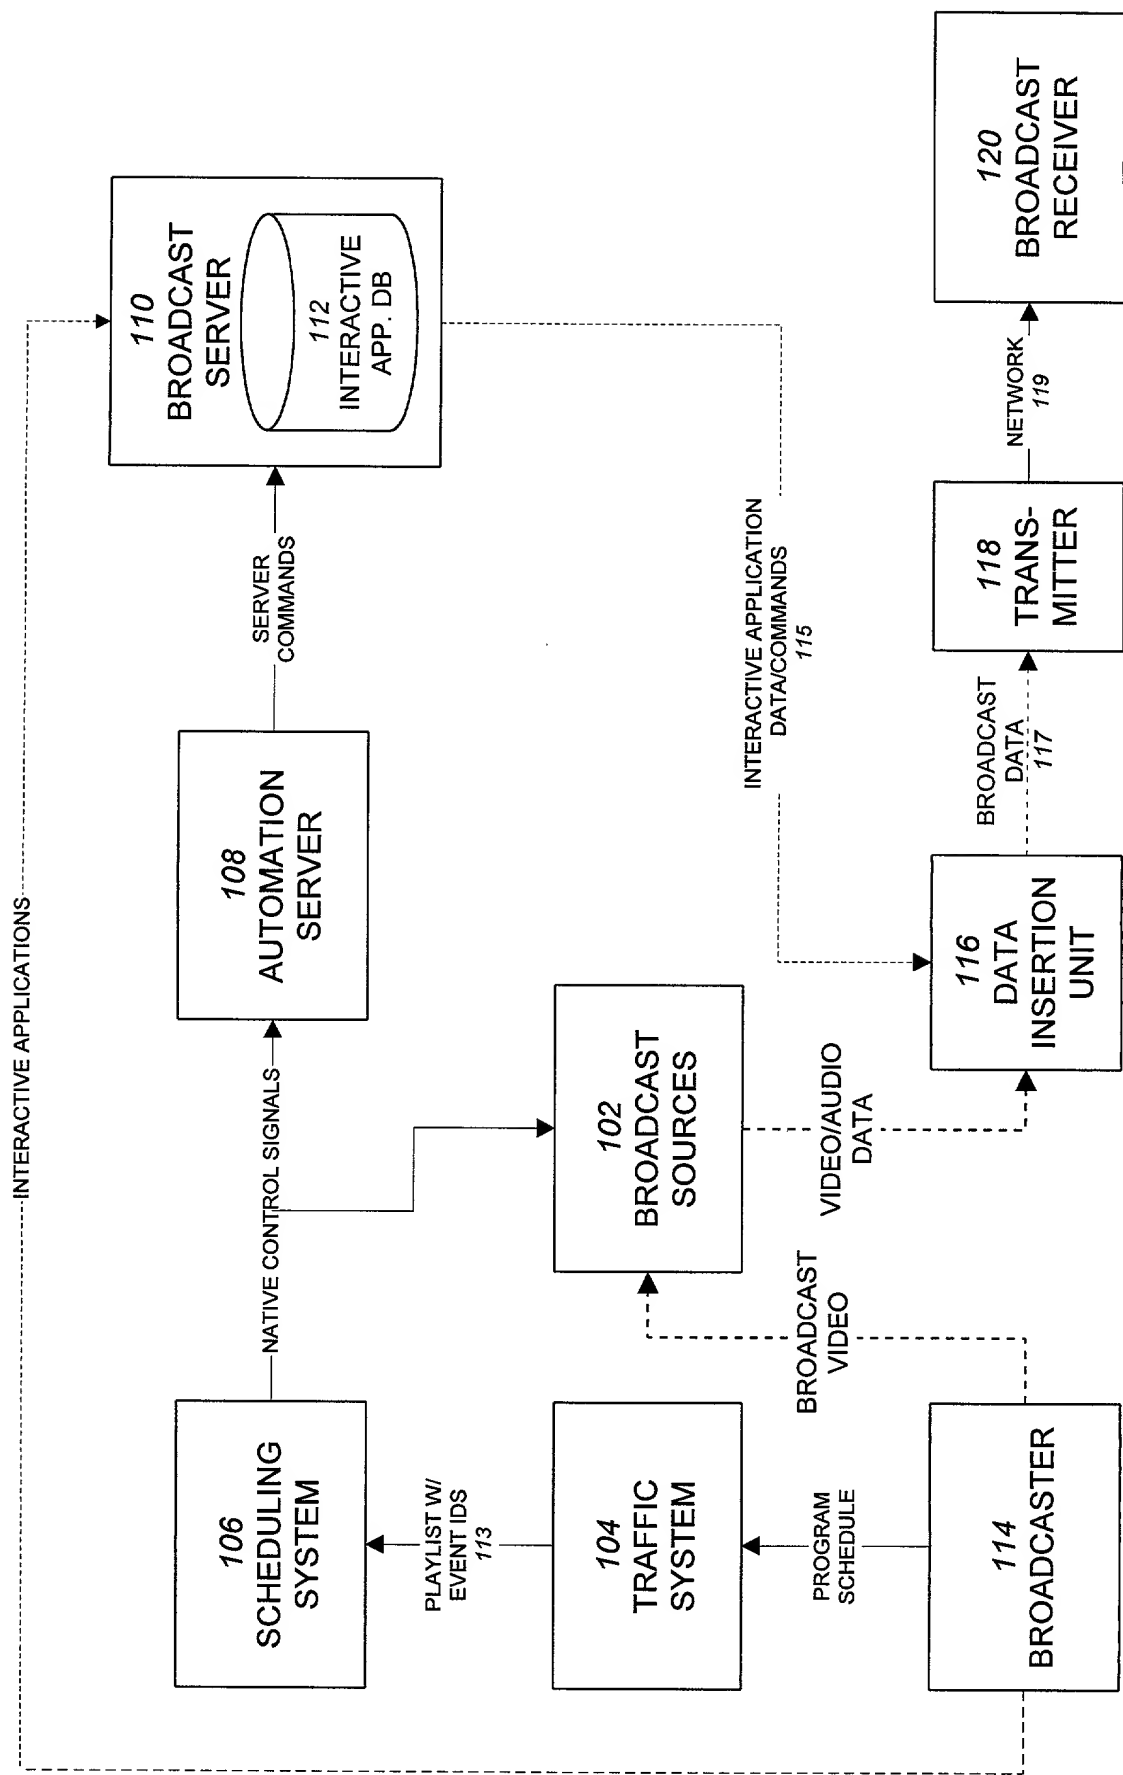 INTERACTIVE APPLICATIONS
106
SCHEDULING
SYSTEM
NATIVE CONTROL SIGNALS
108
AUTOMATION
SERVER
SERVER
COMMANDS
110
BROADCAST
SERVER
112
INTERACTIVE
APP. DB
PLAYLIST W/
EVENT IDS
113
104
TRAFFIC
SYSTEM
102
BROADCAST
SOURCES
INTERACTIVE APPLICATION
DATA/COMMANDS
115
PROGRAM
SCHEDULE
BROADCAST
VIDEO
VIDEO/AUDIO
DATA
114
BROADCASTER
116
DATA
INSERTION
UNIT
BROADCAST
DATA
117
118
TRANS-
MITTER
NETWORK
119
120
BROADCAST
RECEIVER